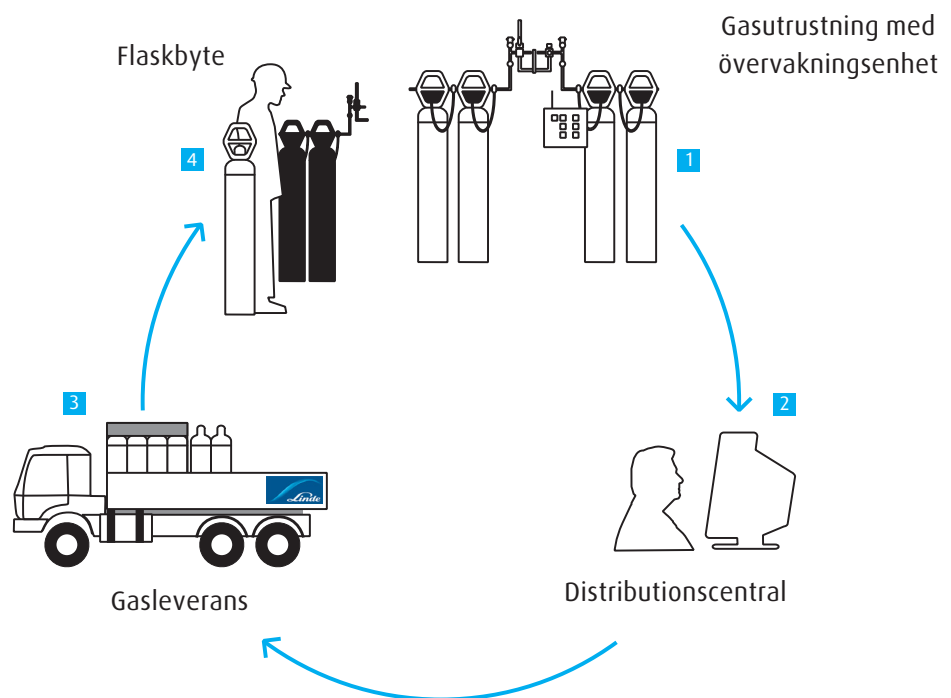 Gasutrustning med
övervakningsenhet
1
2
Distributionscentral
3
Linde
Gasleverans
Flaskbyte
4